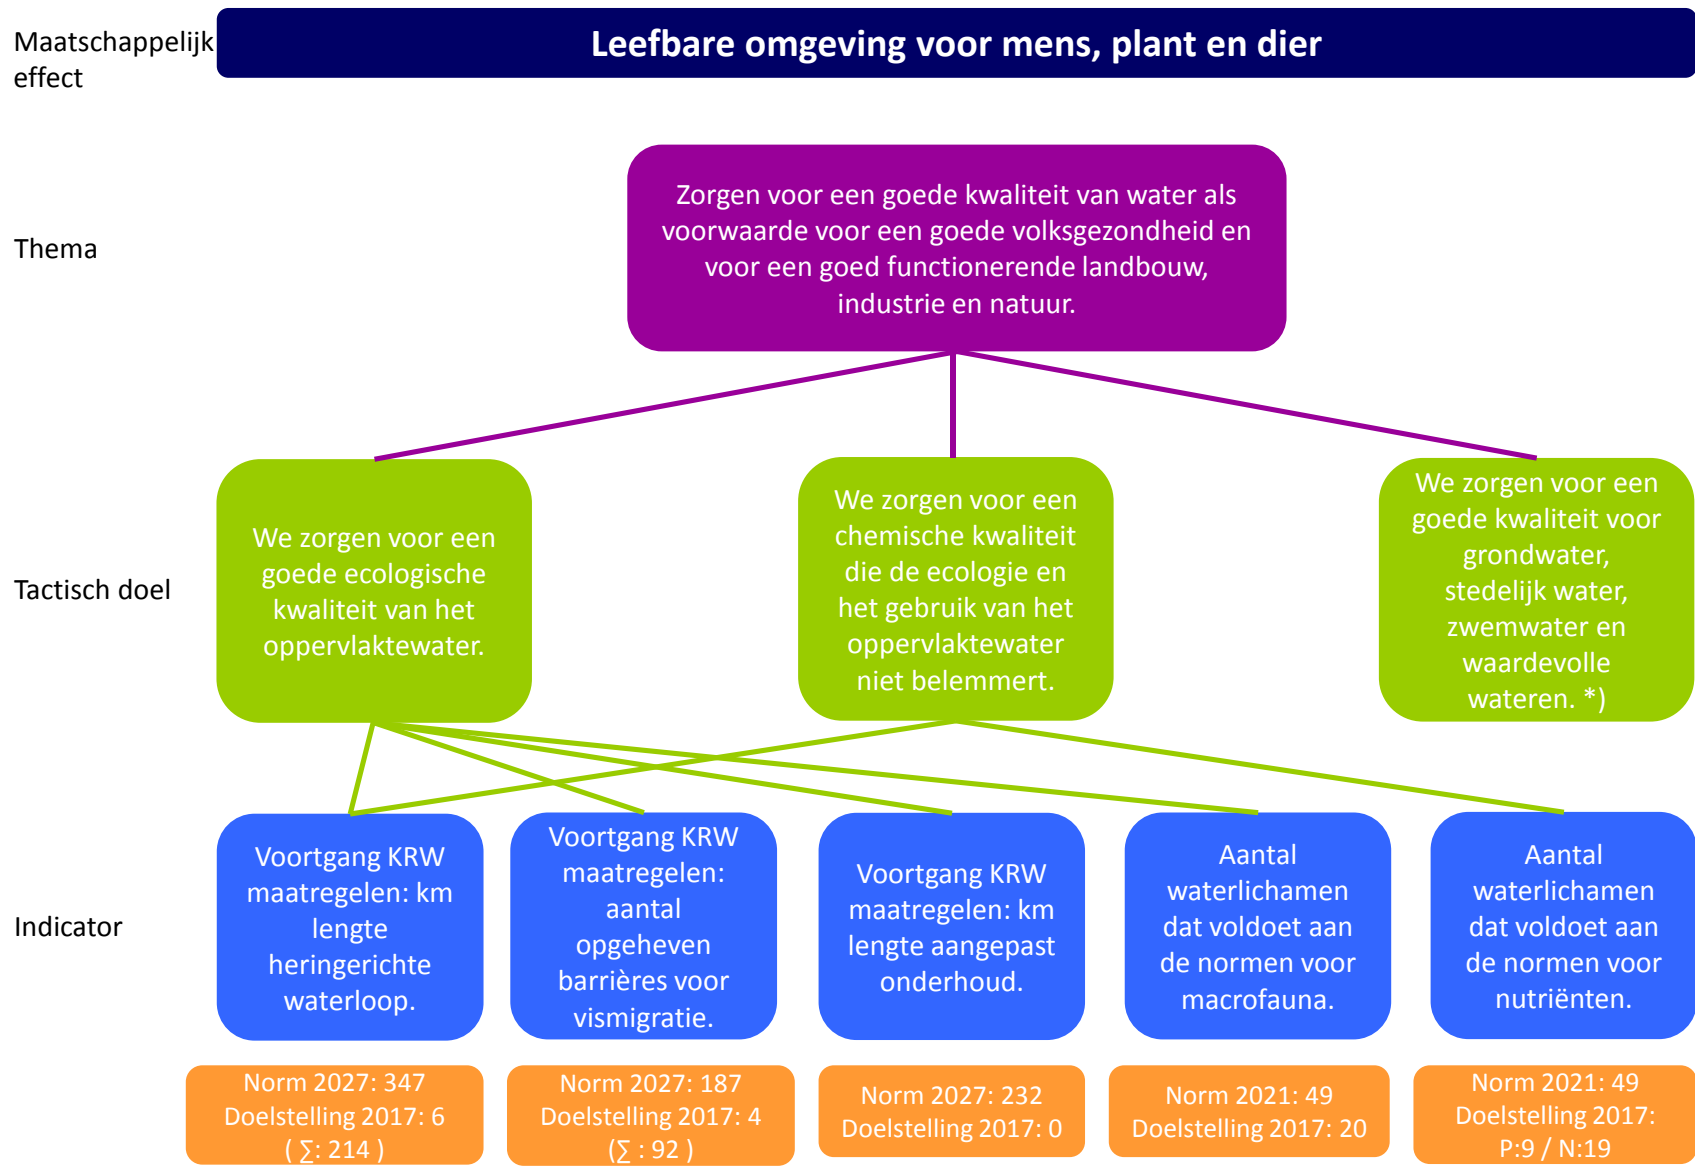 Maatschappelijk
effect
Leefbare omgeving voor mens, plant en dier
Thema
Zorgen voor een goede kwaliteit van water als
voorwaarde voor een goede volksgezondheid en
voor een goed functionerende landbouw,
industrie en natuur.
Tactisch doel
We zorgen voor een
goede ecologische
kwaliteit van het
oppervlaktewater.
We zorgen voor een
chemische kwaliteit
die de ecologie en
het gebruik van het
oppervlaktewater
niet belemmert.
We zorgen voor een
goede kwaliteit voor
grondwater,
stedelijk water,
zwemwater en
waardevolle
wateren. *)
Indicator
Voortgang KRW
maatregelen: km
lengte
heringerichte
waterloop.
Voortgang KRW
maatregelen:
aantal
opgeheven
barrières voor
vismigratie.
Voortgang KRW
maatregelen: km
lengte aangepast
onderhoud.
Aantal
waterlichamen
dat voldoet aan
de normen voor
macrofauna.
Aantal
waterlichamen
dat voldoet aan
de normen voor
nutriënten.
Norm 2027: 347
Doelstelling 2017: 6
( ∑: 214 )
Norm 2027: 187
Doelstelling 2017: 4
(∑ : 92 )
Norm 2027: 232
Doelstelling 2017: 0
Norm 2021: 49
Doelstelling 2017: 20
Norm 2021: 49
Doelstelling 2017:
P:9 / N:19